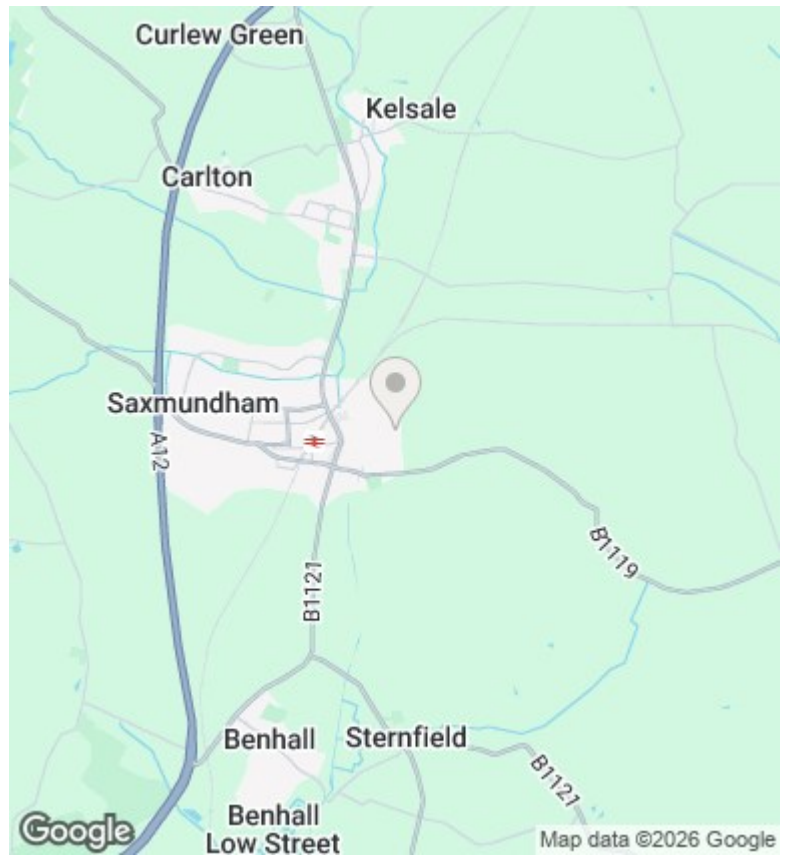 Curlew Green
Kelsale
Carlton
Saxmundham
A12
B1119
B1121
Benhall
Sternfield
B1121
Benhall
Low Street
Google
Map data ©2026 Google